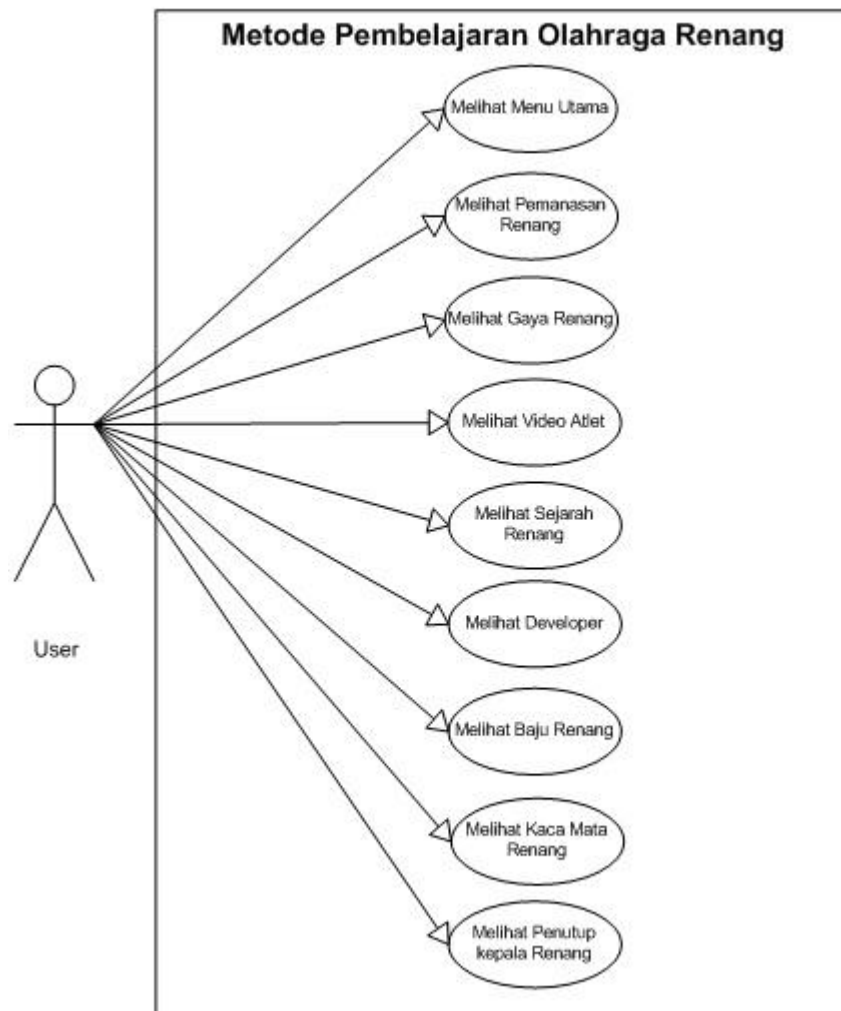 Metode Pembelajaran Olahraga Renang
Melihat Menu Utama
Melihat Pemanasan
Renang
Melihat Gaya Renang
Melihat Video Atlet
Melihat Sejarah
Renang
Melihat Developer
User
Melihat Baju Renang
Melihat Kaca Mata
Renang
Melihat Penutup
kepala Renang